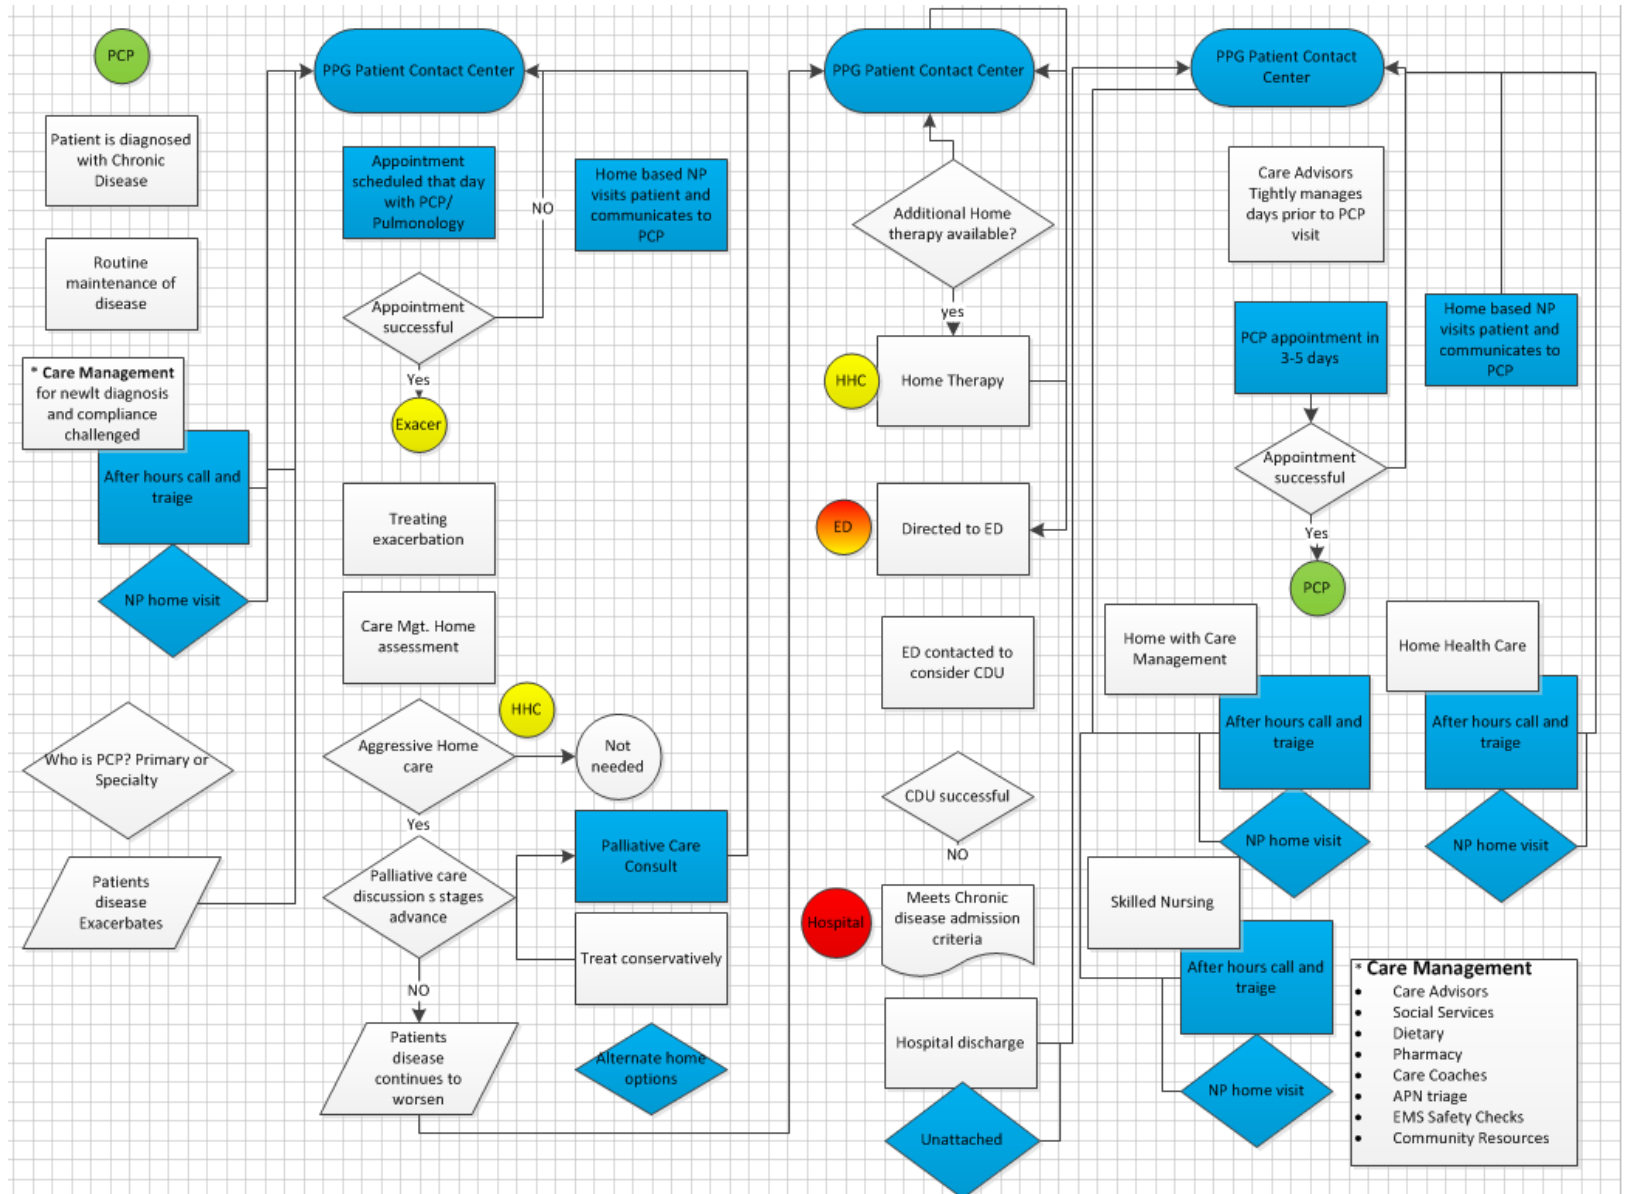 PCP
Patient is diagnosed
with Chronic
Disease
Routine
maintenance of
disease
* Care Management
for newlt diagnosis
and compliance
challenged
After hours call and
traige
NP home visit
Who is PCP? Primary or
Specialty
Patients
disease
Exacerbates
PPG Patient Contact Center
Appointment
scheduled that day
with PCP/
Pulmonology
NO
Home based NP
visits patient and
communicates to
PCP
Appointment
successful
Yes
Exacer
Treating
exacerbation
Care Mgt. Home
assessment
HHC
Aggressive Home
care
Not
needed
Yes
Palliative care
discussion s stages
advance
Palliative Care
Consult
Treat conservatively
NO
Patients
disease
continues to
worsen
Alternate home
options
PPG Patient Contact Center
Additional Home
therapy available?
yes
HHC
Home Therapy
ED
Directed to ED
ED contacted to
consider CDU
CDU successful
NO
Hospital
Meets Chronic
disease admission
criteria
Hospital discharge
Unattached
PPG Patient Contact
Center
Care Advisors
Tightly manages
days prior to PCP
visit
PCP appointment in
3-5 days
Home based NP
visits patient and
communicates to
PCP
Appointment
successful
Yes
PCP
Home with Care
Management
After hours call and
traige
NP home visit
Home Health Care
After hours call and
traige
NP home visit
Skilled Nursing
After hours call and
traige
NP home visit
* Care Management
• Care Advisors
• Social Services
• Dietary
• Pharmacy
• Care Coaches
• APN triage
• EMS Safety Checks
• Community Resources